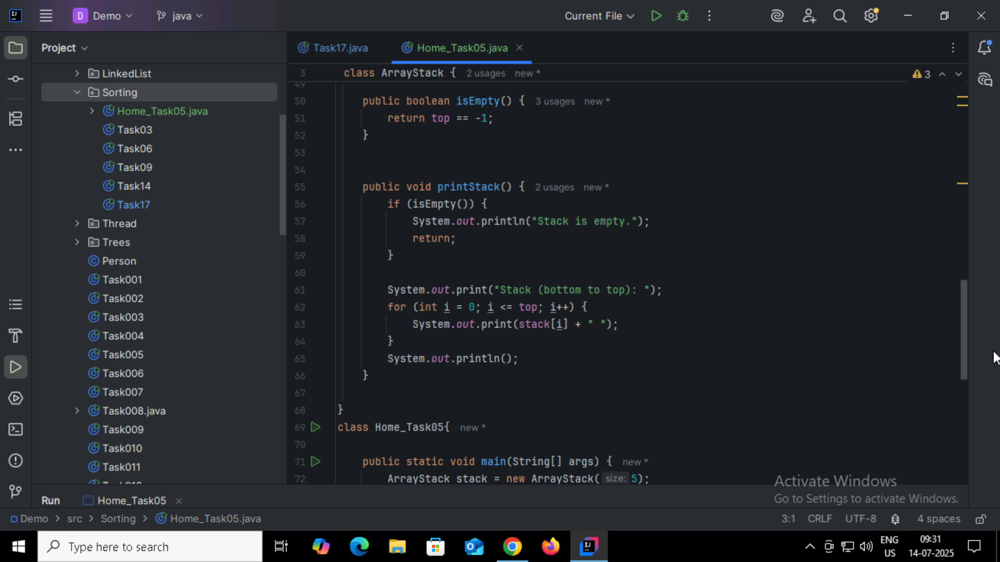 D Demo java Current File
Project
Task17.java Home_Task05.java
LinkedList
Sorting
Home_Task05.java
Task03
Task06
Task09
Task14
Task17
Thread
Trees
Person
Task001
Task002
Task003
Task004
Task005
Task006
Task007
Task008.java
Task009
Task010
Task011
3 class ArrayStack { 2 usages new * 3
49
50 public boolean isEmpty() { 3 usages new *
51 return top == -1;
52 }
53
54
55 public void printStack() { 2 usages new *
56 if (isEmpty()) {
57 System.out.println("Stack is empty.");
58 return;
59 }
60
61 System.out.print("Stack (bottom to top): ");
62 for (int i = 0; i <= top; i++) {
63 System.out.print(stack[i] + " ");
64 }
65 System.out.println();
66 }
67
68 }
69 class Home_Task05{ new *
70
71 public static void main(String[] args) { new *
72 ArrayStack stack = new ArrayStack( size: 5);
Activate Windows
Go to Settings to activate Windows.
Run Home_Task05
Demo > src > Sorting > Home_Task05.java 3:1 CRLF UTF-8 4 spaces
Type here to search
ENG
US
09:31
14-07-2025